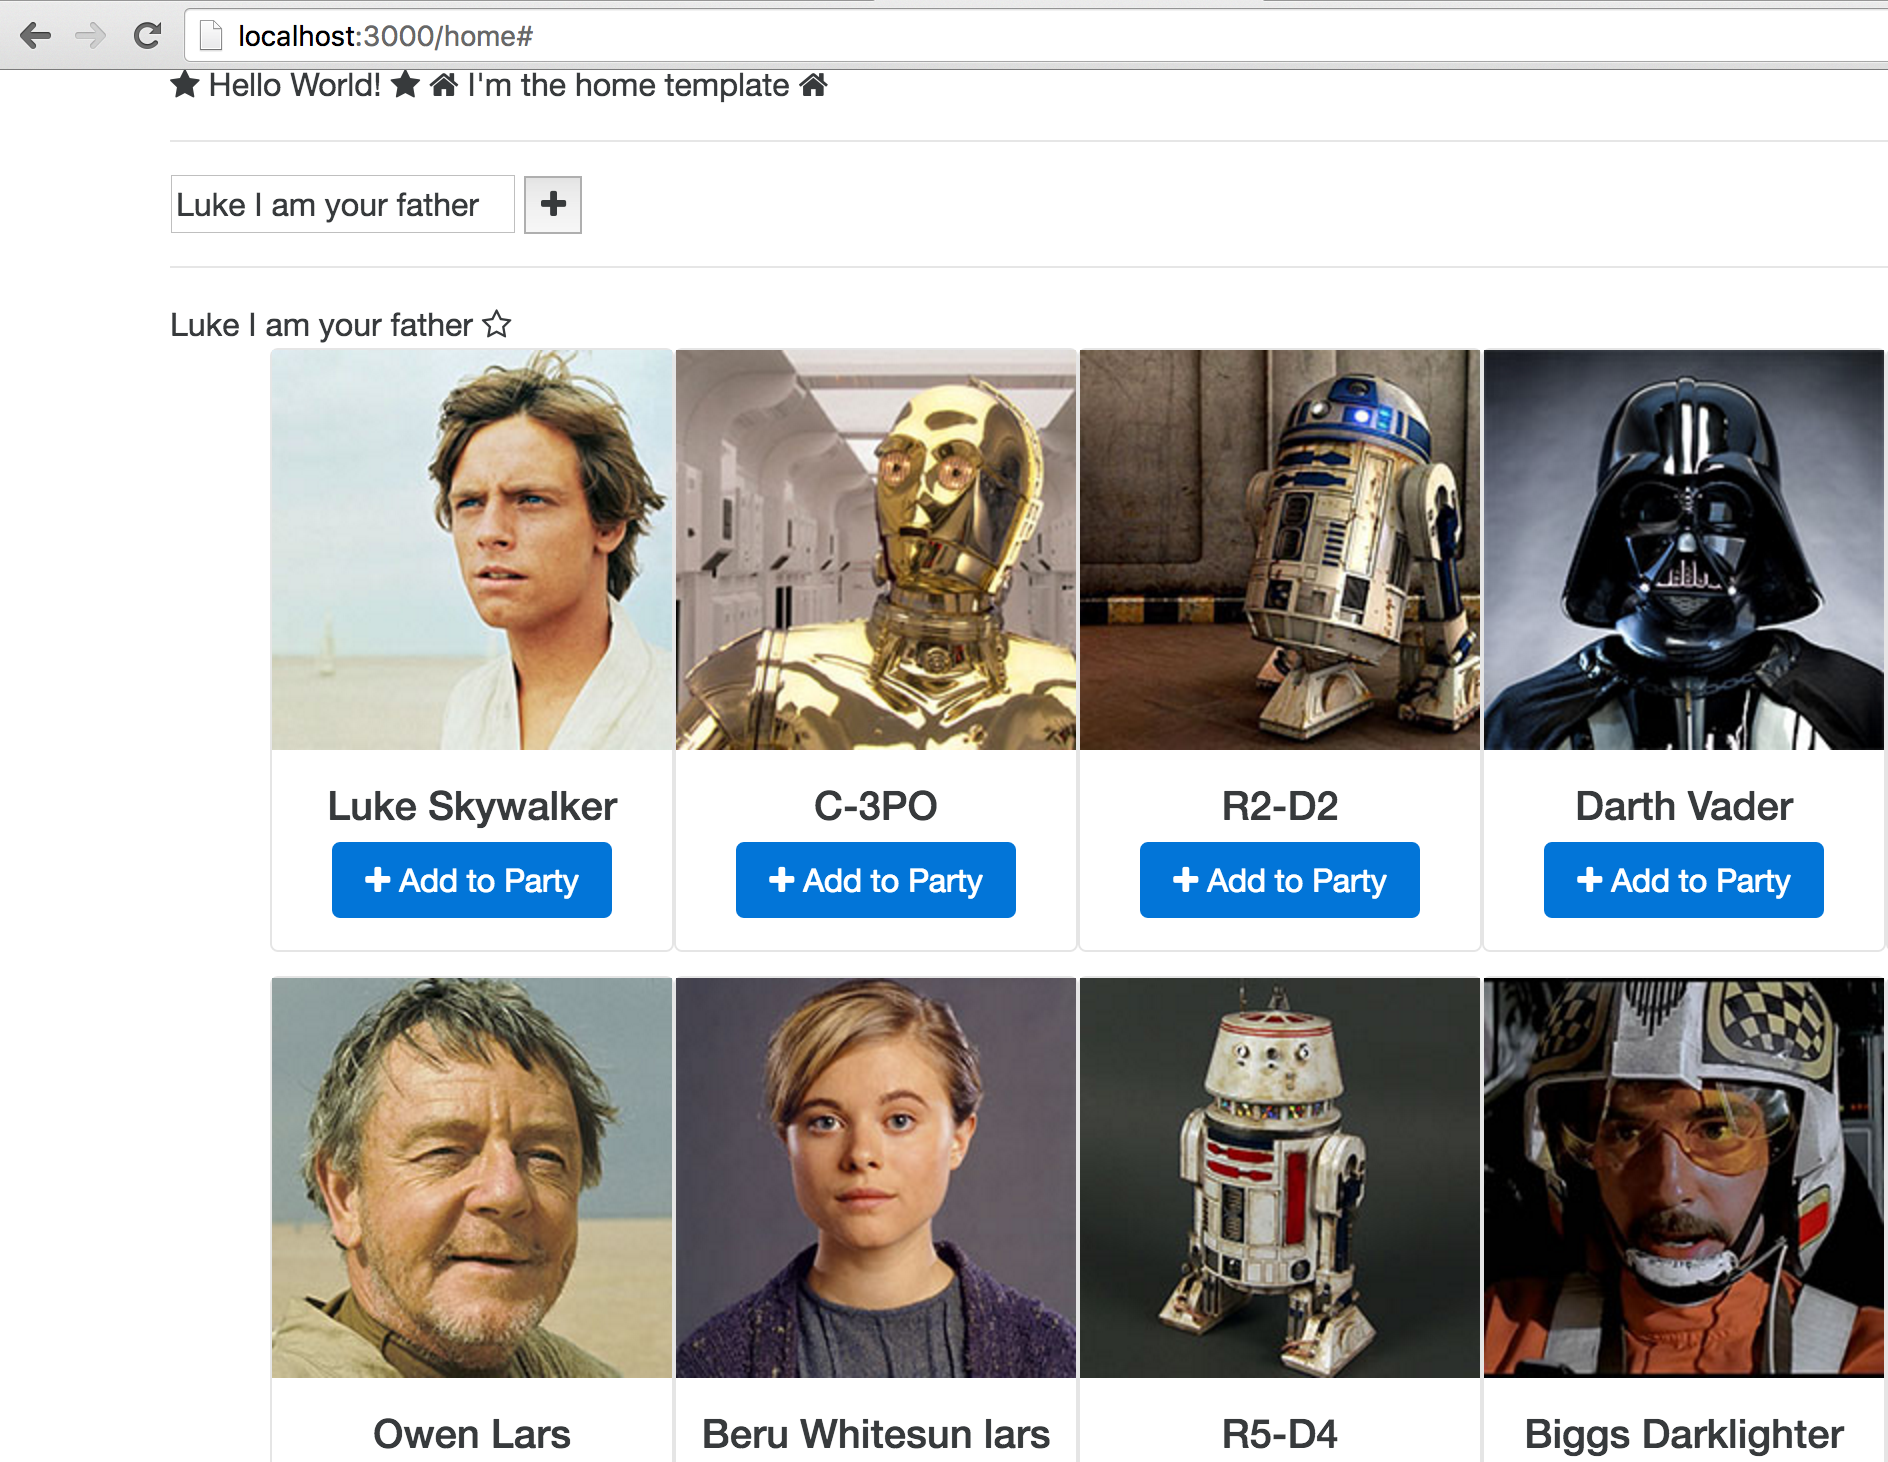 localhost:3000/home#
Hello World! I'm the home template
Luke I am your father
Luke I am your father
Luke Skywalker C-3PO R2-D2 Darth Vader
Add to Party Add to Party Add to Party Add to Party
Owen Lars Beru Whitesun lars R5-D4 Biggs Darklighter